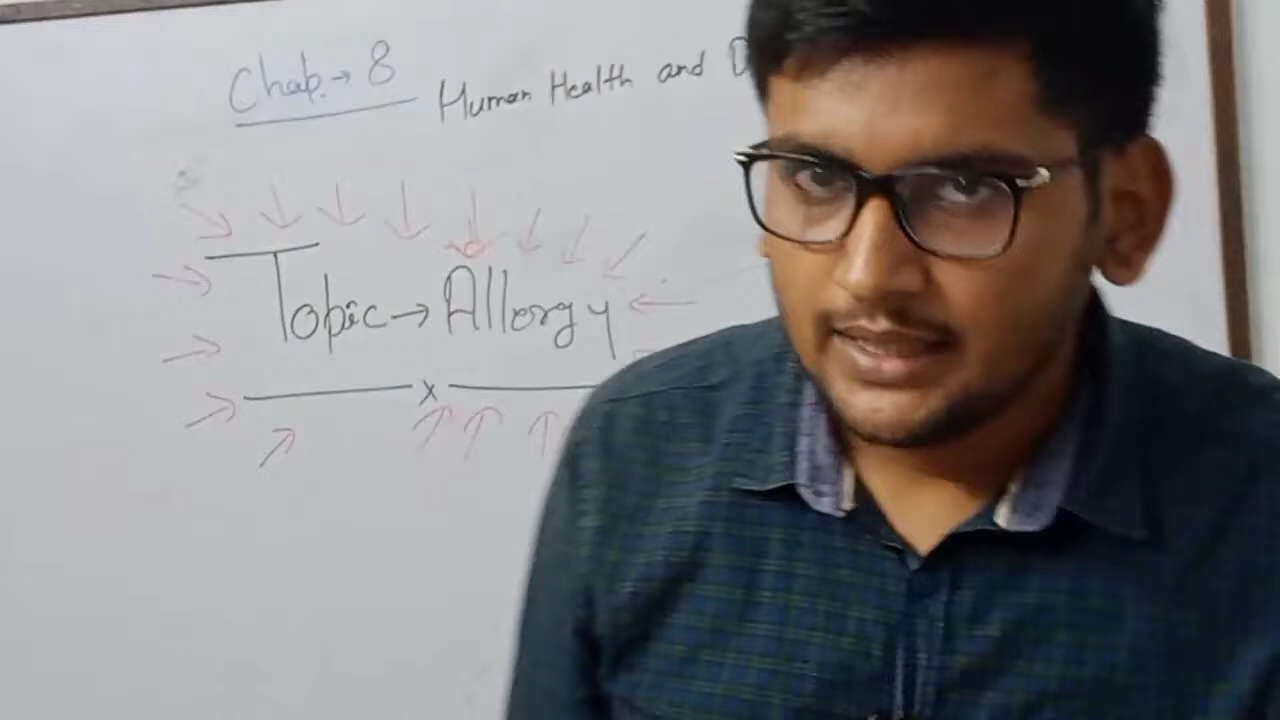 Chap.→ 8
Human Health and D
Topic → Allergy
x